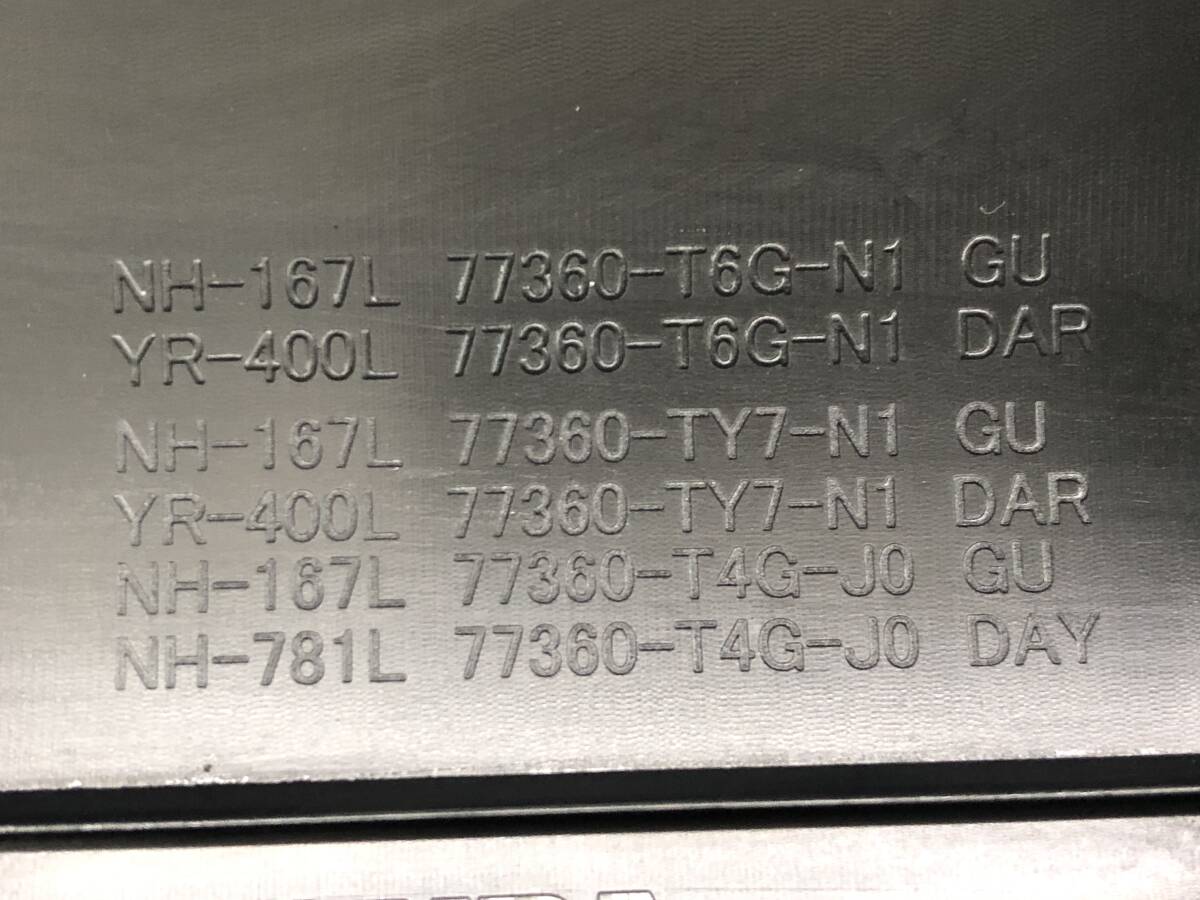 NH-167L 77360-T6G-N1 GU
YR-400L 77360-T6G-N1 DAR
NH-167L 77360-TY7-N1 GU
YR-400L 77360-TY7-N1 DAR
NH-167L 77360-T4G-J0 GU
NH-781L 77360-T4G-J0 DAY